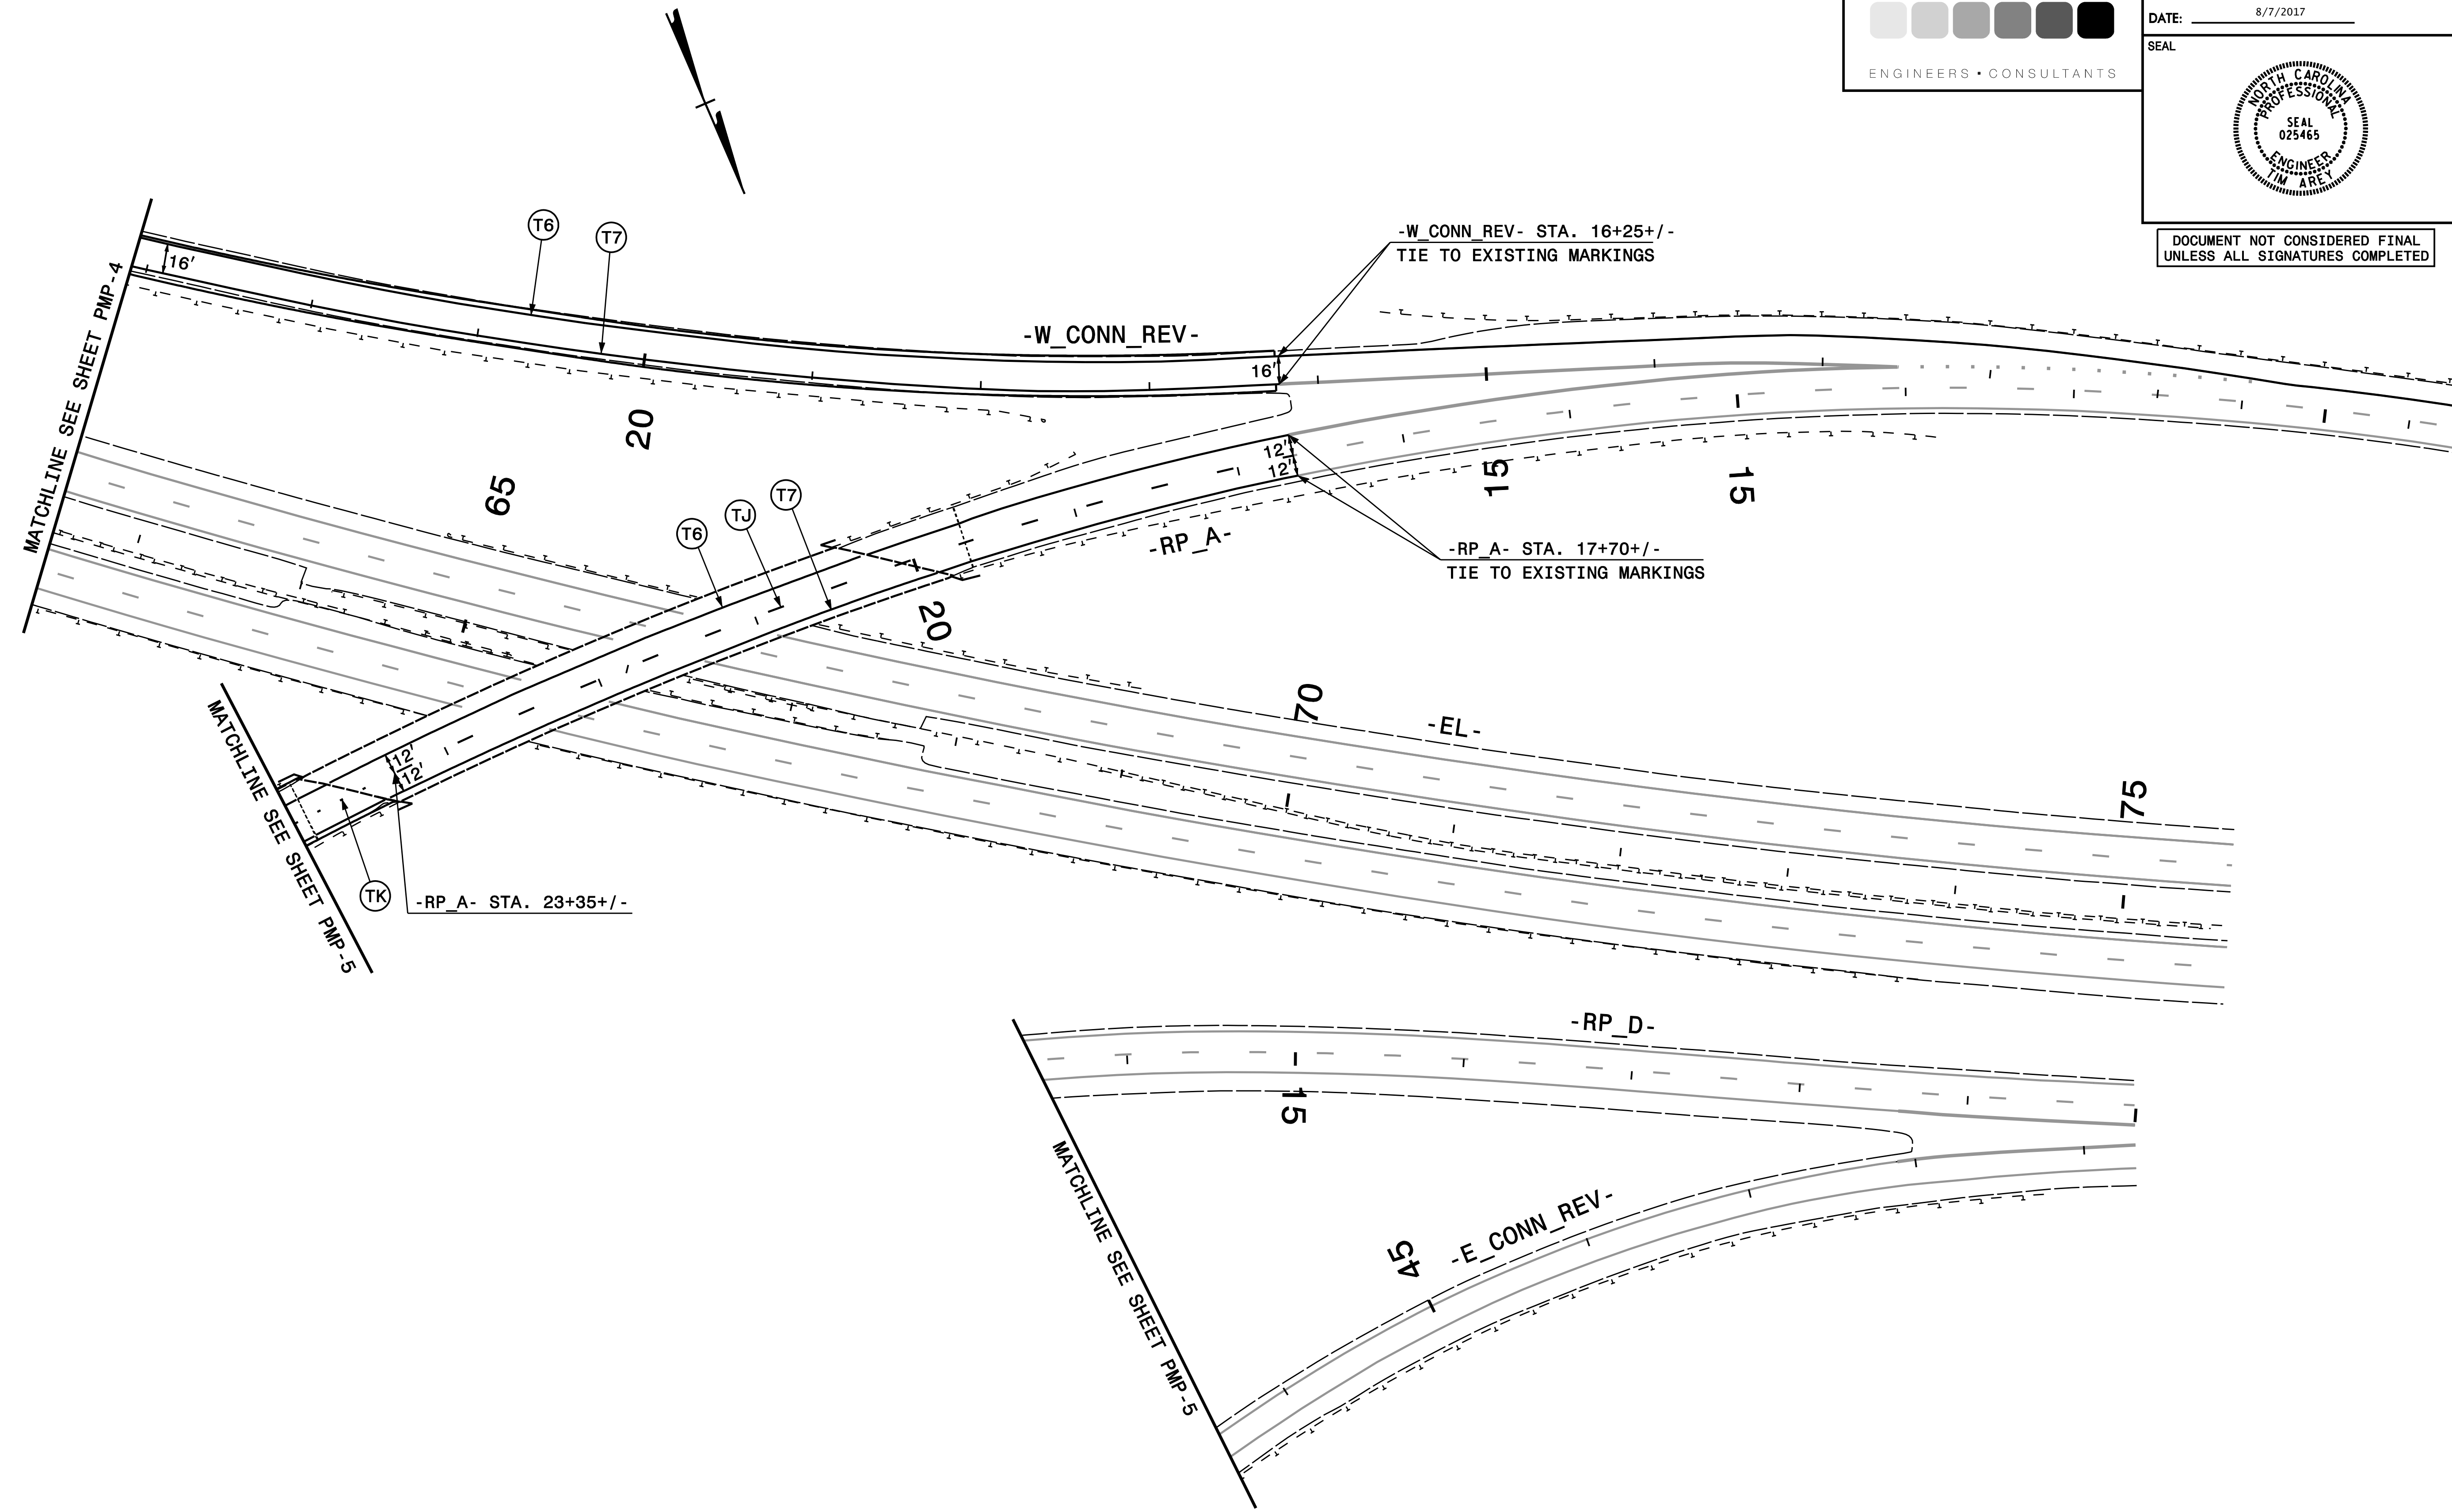 ENGINEERS ▪ CONSULTANTS
DATE: 8/7/2017
SEAL
NORTH CAROLINA
PROFESSIONAL
SEAL
025465
ENGINEER
TIM AREY
DOCUMENT NOT CONSIDERED FINAL
UNLESS ALL SIGNATURES COMPLETED
MATCHLINE SEE SHEET PMP-4
16'
T6
T7
-W_CONN_REV-
-W_CONN_REV- STA. 16+25+/-
TIE TO EXISTING MARKINGS
16'
20
65
T6
TJ
T7
12'
12'
15
15
-RP_A-
-RP_A- STA. 17+70+/-
TIE TO EXISTING MARKINGS
20
70
-EL-
75
MATCHLINE SEE SHEET PMP-5
12'
12'
TK
-RP_A- STA. 23+35+/-
-RP_D-
15
MATCHLINE SEE SHEET PMP-5
45
-E_CONN_REV-